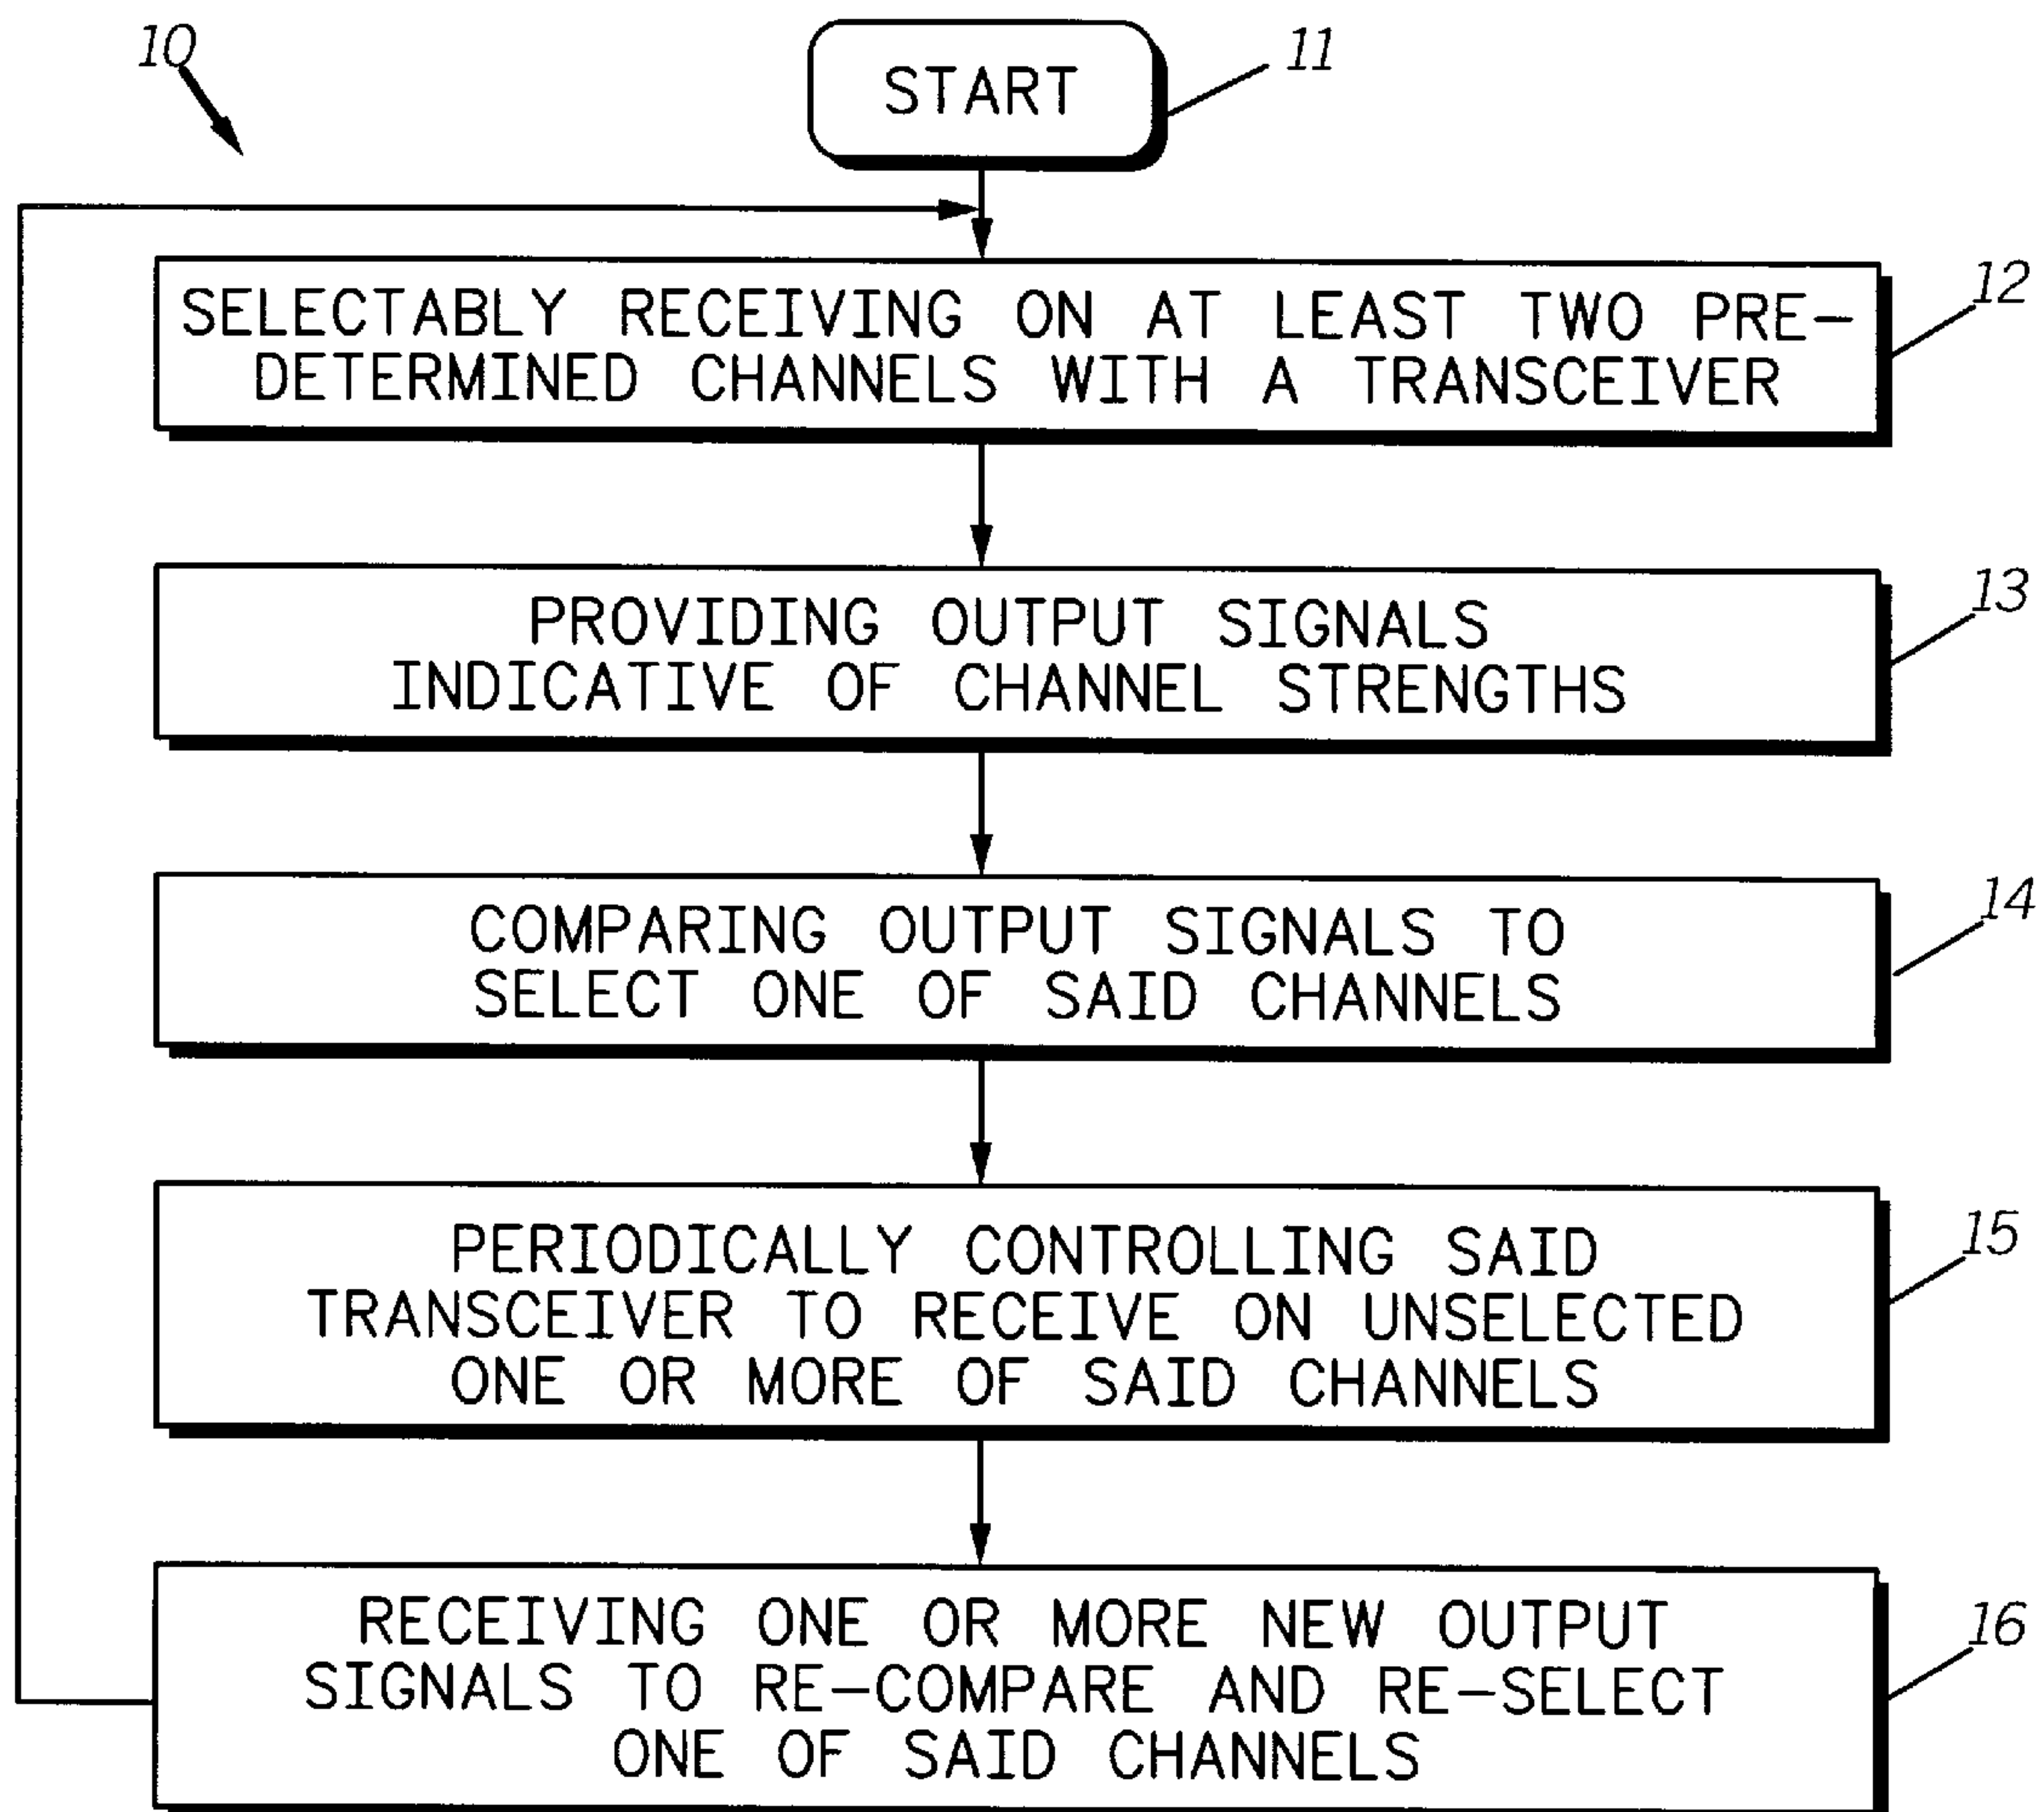 10
START
11
SELECTABLY RECEIVING ON AT LEAST TWO PRE-
DETERMINED CHANNELS WITH A TRANSCEIVER
12
PROVIDING OUTPUT SIGNALS
INDICATIVE OF CHANNEL STRENGTHS
13
COMPARING OUTPUT SIGNALS TO
SELECT ONE OF SAID CHANNELS
14
PERIODICALLY CONTROLLING SAID
TRANSCEIVER TO RECEIVE ON UNSELECTED
ONE OR MORE OF SAID CHANNELS
15
RECEIVING ONE OR MORE NEW OUTPUT
SIGNALS TO RE-COMPARE AND RE-SELECT
ONE OF SAID CHANNELS
16